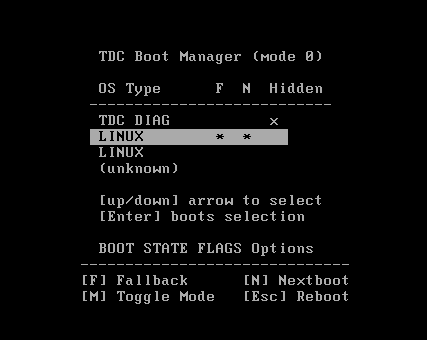 TDC Boot Manager (mode 0)
OS Type F N Hidden
---------------------------
TDC DIAG x
LINUX * *
LINUX
(unknown)
[up/down] arrow to select
[Enter] boots selection
BOOT STATE FLAGS Options
------------------------------
[F] Fallback [N] Nextboot
[M] Toggle Mode [Esc] Reboot